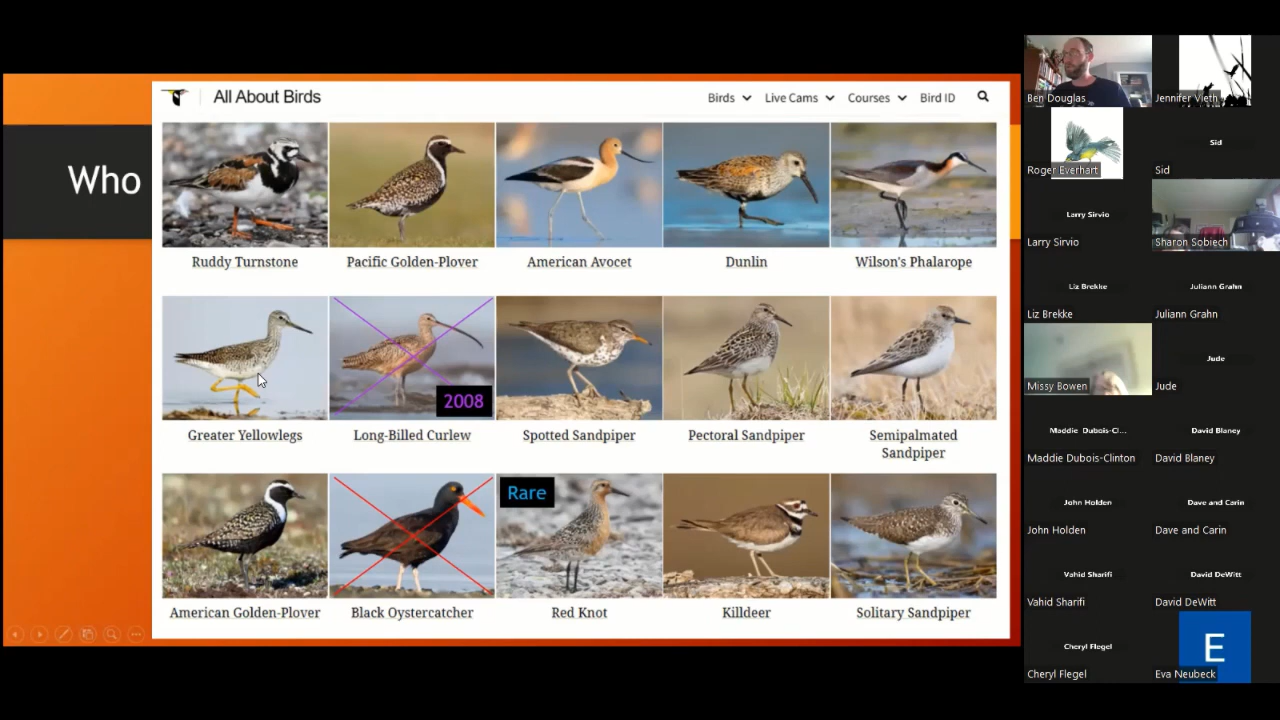 Who
All About Birds
Birds
Live Cams
Courses
Bird ID
Ruddy Turnstone
Pacific Golden-Plover
American Avocet
Dunlin
Wilson's Phalarope
2008
Greater Yellowlegs
Long-Billed Curlew
Spotted Sandpiper
Pectoral Sandpiper
Semipalmated
Sandpiper
Rare
American Golden-Plover
Black Oystercatcher
Red Knot
Killdeer
Solitary Sandpiper
Ben Douglas
Jennifer Vieth
Roger Everhart
Sid
Sid
Larry Sirvio
Larry Sirvio
Sharon Sobiech
Liz Brekke
Liz Brekke
Juliann Grahn
Juliann Grahn
Missy Bowen
Jude
Jude
Maddie Dubois-Cl...
Maddie Dubois-Clinton
David Blaney
David Blaney
John Holden
John Holden
Dave and Carin
Dave and Carin
Vahid Sharifi
Vahid Sharifi
David DeWitt
David DeWitt
Cheryl Flegel
Cheryl Flegel
E
Eva Neubeck